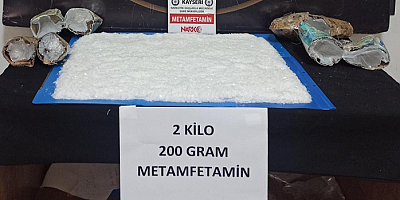 KAYSERİ
METAMFETAMİN
NARKO
2 KİLO
200 GRAM
METAMFETAMİN